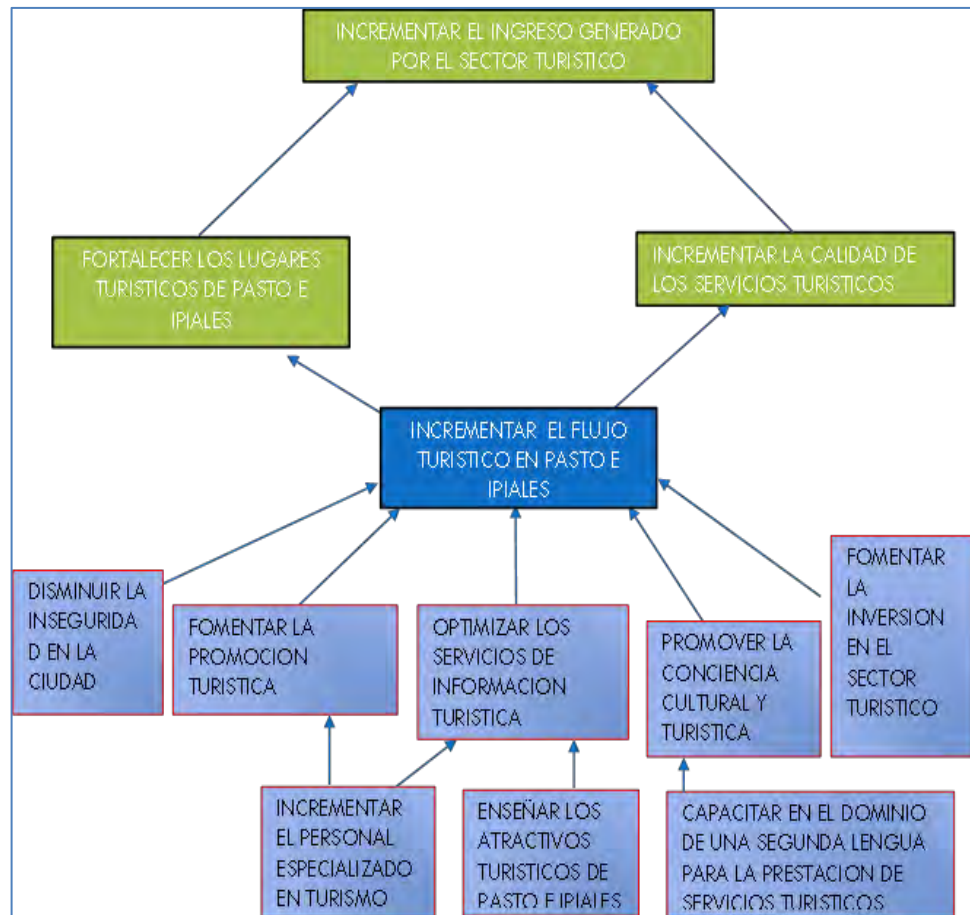 INCREMENTAR EL INGRESO GENERADO
POR EL SECTOR TURISTICO
FORTALECER LOS LUGARES
TURISTICOS DE PASTO E
IPIALES
INCREMENTAR LA CALIDAD DE
LOS SERVICIOS TURISTICOS
INCREMENTAR EL FLUJO
TURISTICO EN PASTO E
IPIALES
DISMINUIR LA
INSEGURIDA
D EN LA
CIUDAD
FOMENTAR LA
PROMOCION
TURISTICA
OPTIMIZAR LOS
SERVICIOS DE
INFORMACION
TURISTICA
PROMOVER LA
CONCIENCIA
CULTURAL Y
TURISTICA
FOMENTAR
LA
INVERSION
EN EL
SECTOR
TURISTICO
INCREMENTAR
EL PERSONAL
ESPECIALIZADO
EN TURISMO
ENSEÑAR LOS
ATRACTIVOS
TURISTICOS DE
PASTO E IPIALES
CAPACITAR EN EL DOMINIO
DE UNA SEGUNDA LENGUA
PARA LA PRESTACION DE
SERVICIOS TURISTICOS